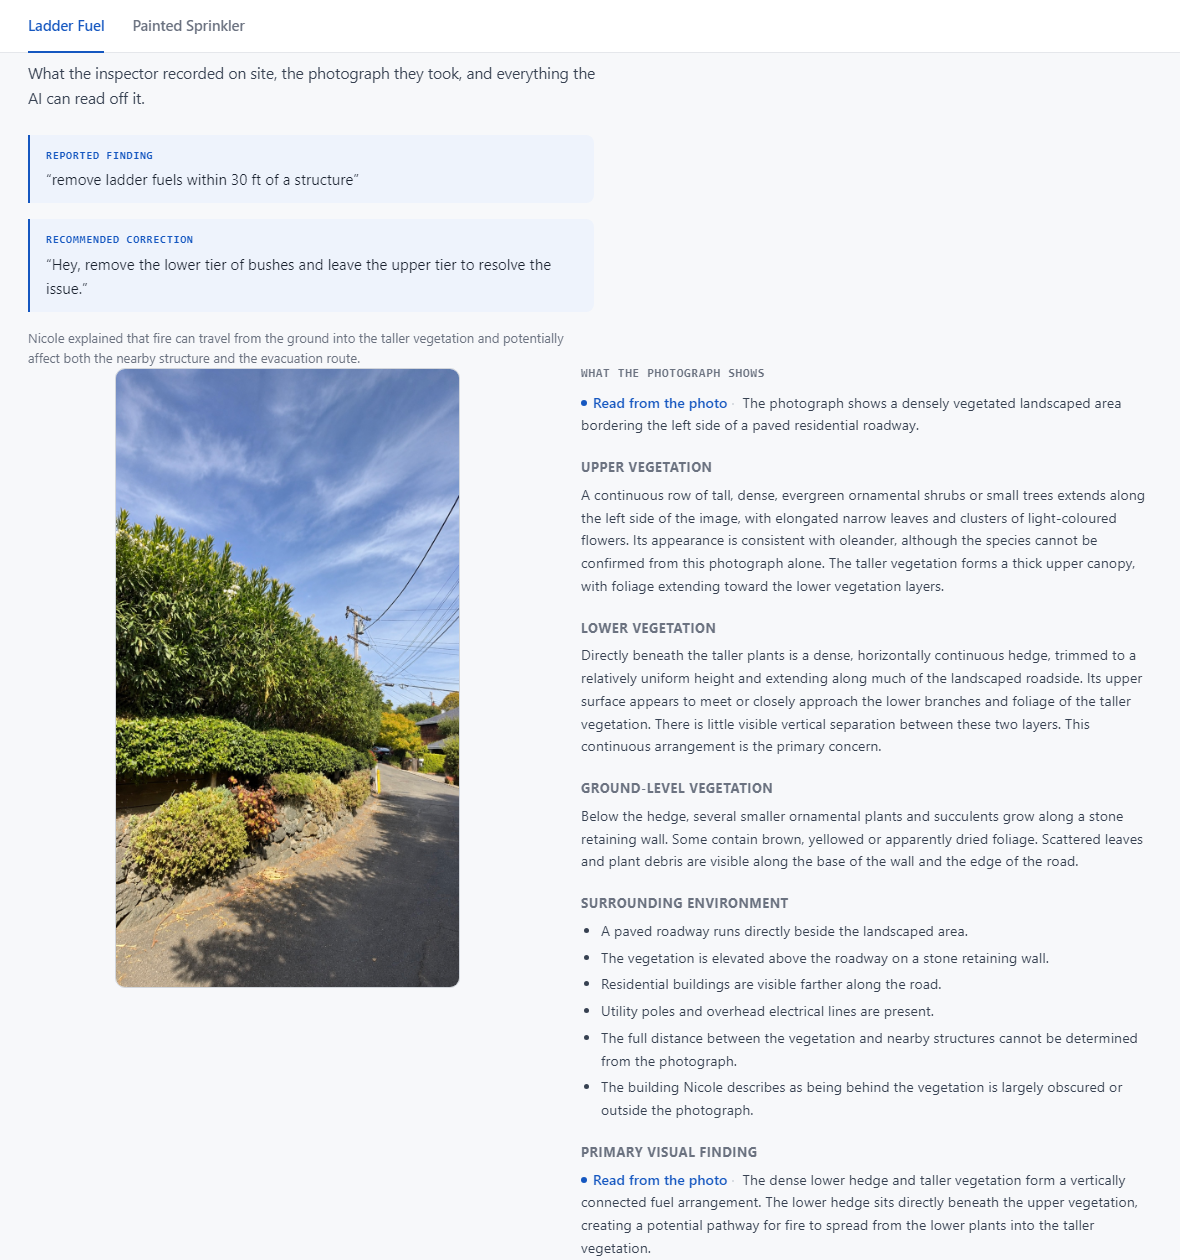 Ladder Fuel
Painted Sprinkler
What the inspector recorded on site, the photograph they took, and everything the
AI can read off it.
REPORTED FINDING
“remove ladder fuels within 30 ft of a structure”
RECOMMENDED CORRECTION
“Hey, remove the lower tier of bushes and leave the upper tier to resolve the
issue.”
Nicole explained that fire can travel from the ground into the taller vegetation and potentially
affect both the nearby structure and the evacuation route.
WHAT THE PHOTOGRAPH SHOWS
• Read from the photo · The photograph shows a densely vegetated landscaped area
bordering the left side of a paved residential roadway.
UPPER VEGETATION
A continuous row of tall, dense, evergreen ornamental shrubs or small trees extends along
the left side of the image, with elongated narrow leaves and clusters of light-coloured
flowers. Its appearance is consistent with oleander, although the species cannot be
confirmed from this photograph alone. The taller vegetation forms a thick upper canopy,
with foliage extending toward the lower vegetation layers.
LOWER VEGETATION
Directly beneath the taller plants is a dense, horizontally continuous hedge, trimmed to a
relatively uniform height and extending along much of the landscaped roadside. Its upper
surface appears to meet or closely approach the lower branches and foliage of the taller
vegetation. There is little visible vertical separation between these two layers. This
continuous arrangement is the primary concern.
GROUND-LEVEL VEGETATION
Below the hedge, several smaller ornamental plants and succulents grow along a stone
retaining wall. Some contain brown, yellowed or apparently dried foliage. Scattered leaves
and plant debris are visible along the base of the wall and the edge of the road.
SURROUNDING ENVIRONMENT
• A paved roadway runs directly beside the landscaped area.
• The vegetation is elevated above the roadway on a stone retaining wall.
• Residential buildings are visible farther along the road.
• Utility poles and overhead electrical lines are present.
• The full distance between the vegetation and nearby structures cannot be determined
from the photograph.
• The building Nicole describes as being behind the vegetation is largely obscured or
outside the photograph.
PRIMARY VISUAL FINDING
• Read from the photo · The dense lower hedge and taller vegetation form a vertically
connected fuel arrangement. The lower hedge sits directly beneath the upper vegetation,
creating a potential pathway for fire to spread from the lower plants into the taller
vegetation.